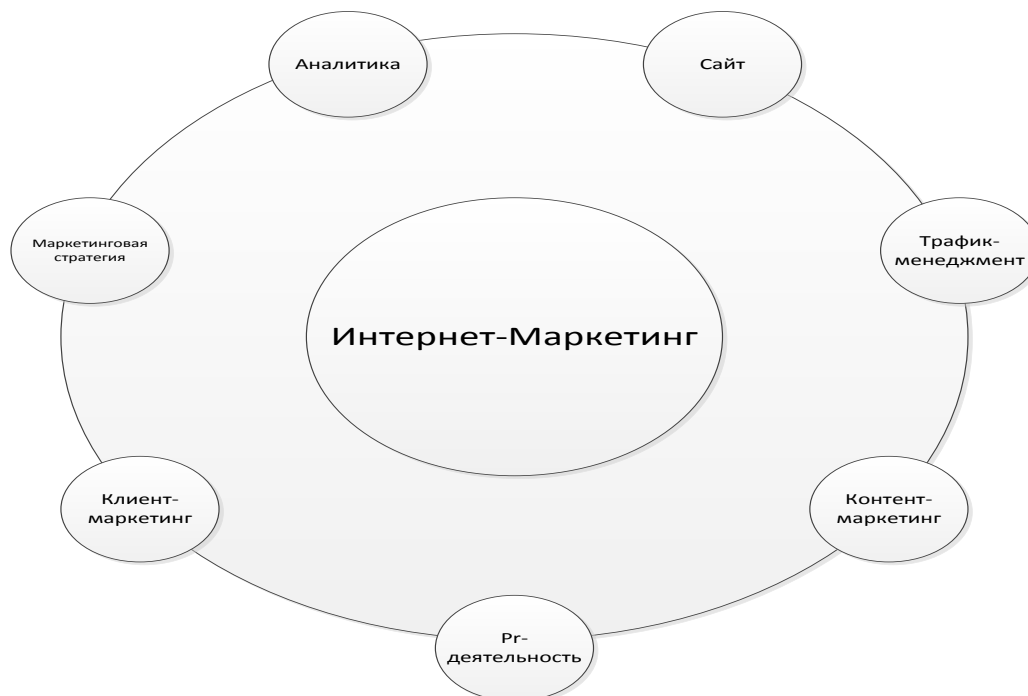 Аналитика
Сайт
Маркетинговая
стратегия
Трафик-
менеджмент
Интернет-Маркетинг
Клиент-
маркетинг
Контент-
маркетинг
Pr-
деятельность